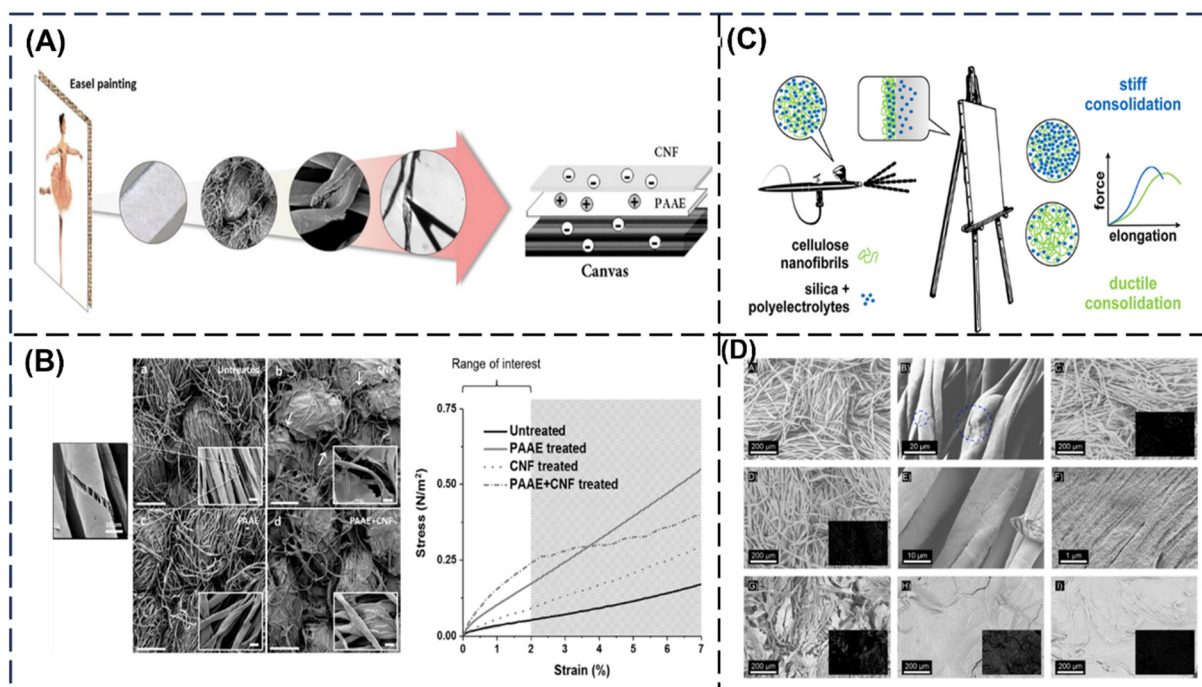 (A)
Easel painting
CNF
PAAE
Canvas
(C)
stiff
consolidation
force
elongation
cellulose
nanofibrils
silica +
polyelectrolytes
ductile
consolidation
(B)
a
Untreated
b
CNF
c
PAAE
d
PAAE+CNF
Range of interest
0.75
0.50
0.25
0.00
Stress (N/m²)
Untreated
PAAE treated
CNF treated
PAAE+CNF treated
0 1 2 3 4 5 6 7
Strain (%)
(D)
A)
200 µm
B)
20 µm
C)
200 µm
D)
200 µm
E)
10 µm
F)
1 µm
G)
200 µm
H)
200 µm
I)
200 µm